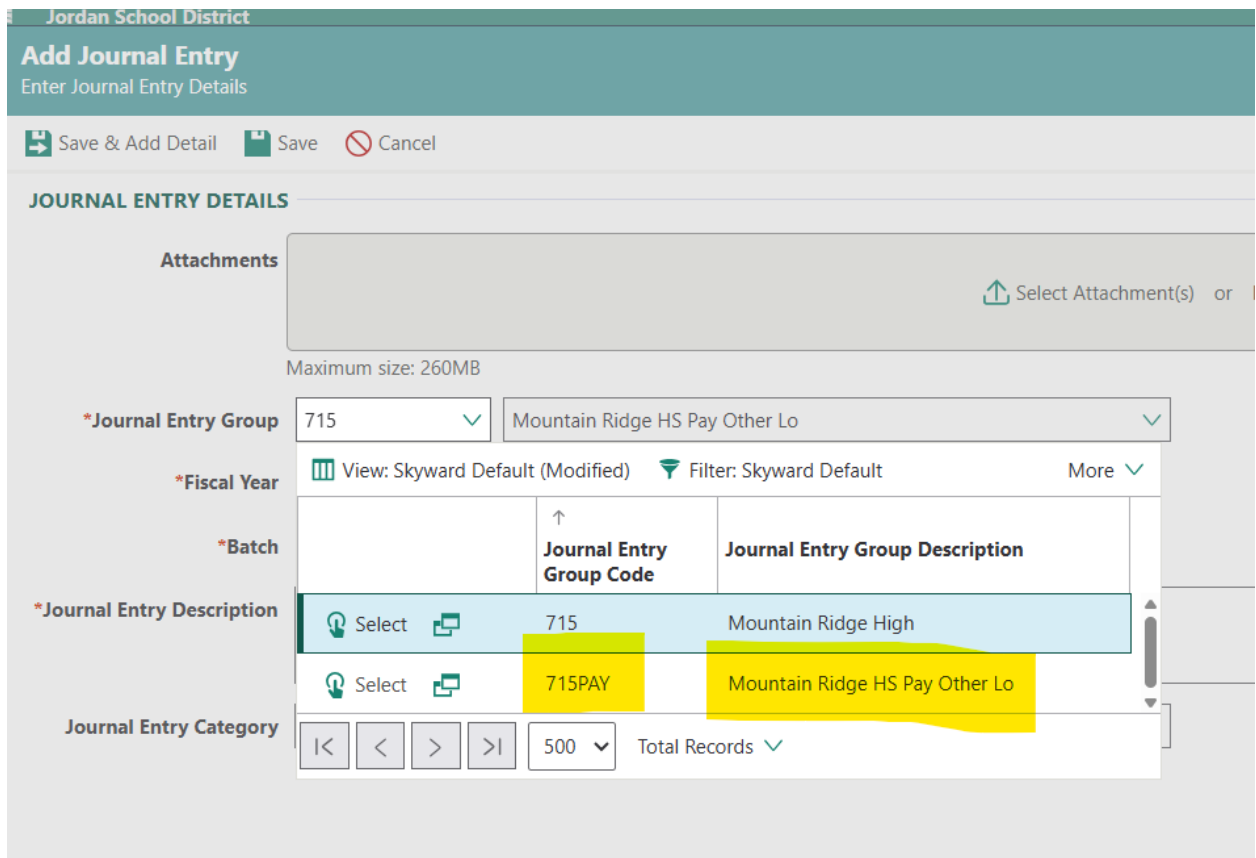 Jordan School District
Add Journal Entry
Enter Journal Entry Details
Save & Add Detail Save Cancel
JOURNAL ENTRY DETAILS
Attachments
Select Attachment(s) or
Maximum size: 260MB
*Journal Entry Group 715 Mountain Ridge HS Pay Other Lo
View: Skyward Default (Modified) Filter: Skyward Default More
*Fiscal Year
*Batch
Journal Entry Group Code Journal Entry Group Description
*Journal Entry Description
Select 715 Mountain Ridge High
Select 715PAY Mountain Ridge HS Pay Other Lo
Journal Entry Category
500 Total Records